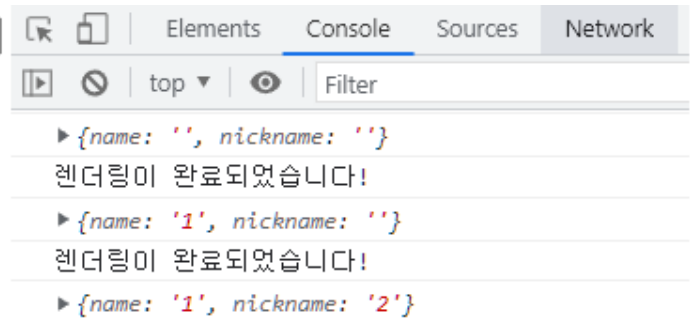 Elements Console Sources Network
top Filter
{name: '', nickname: ''}
렌더링이 완료되었습니다!
{name: '1', nickname: ''}
렌더링이 완료되었습니다!
{name: '1', nickname: '2'}